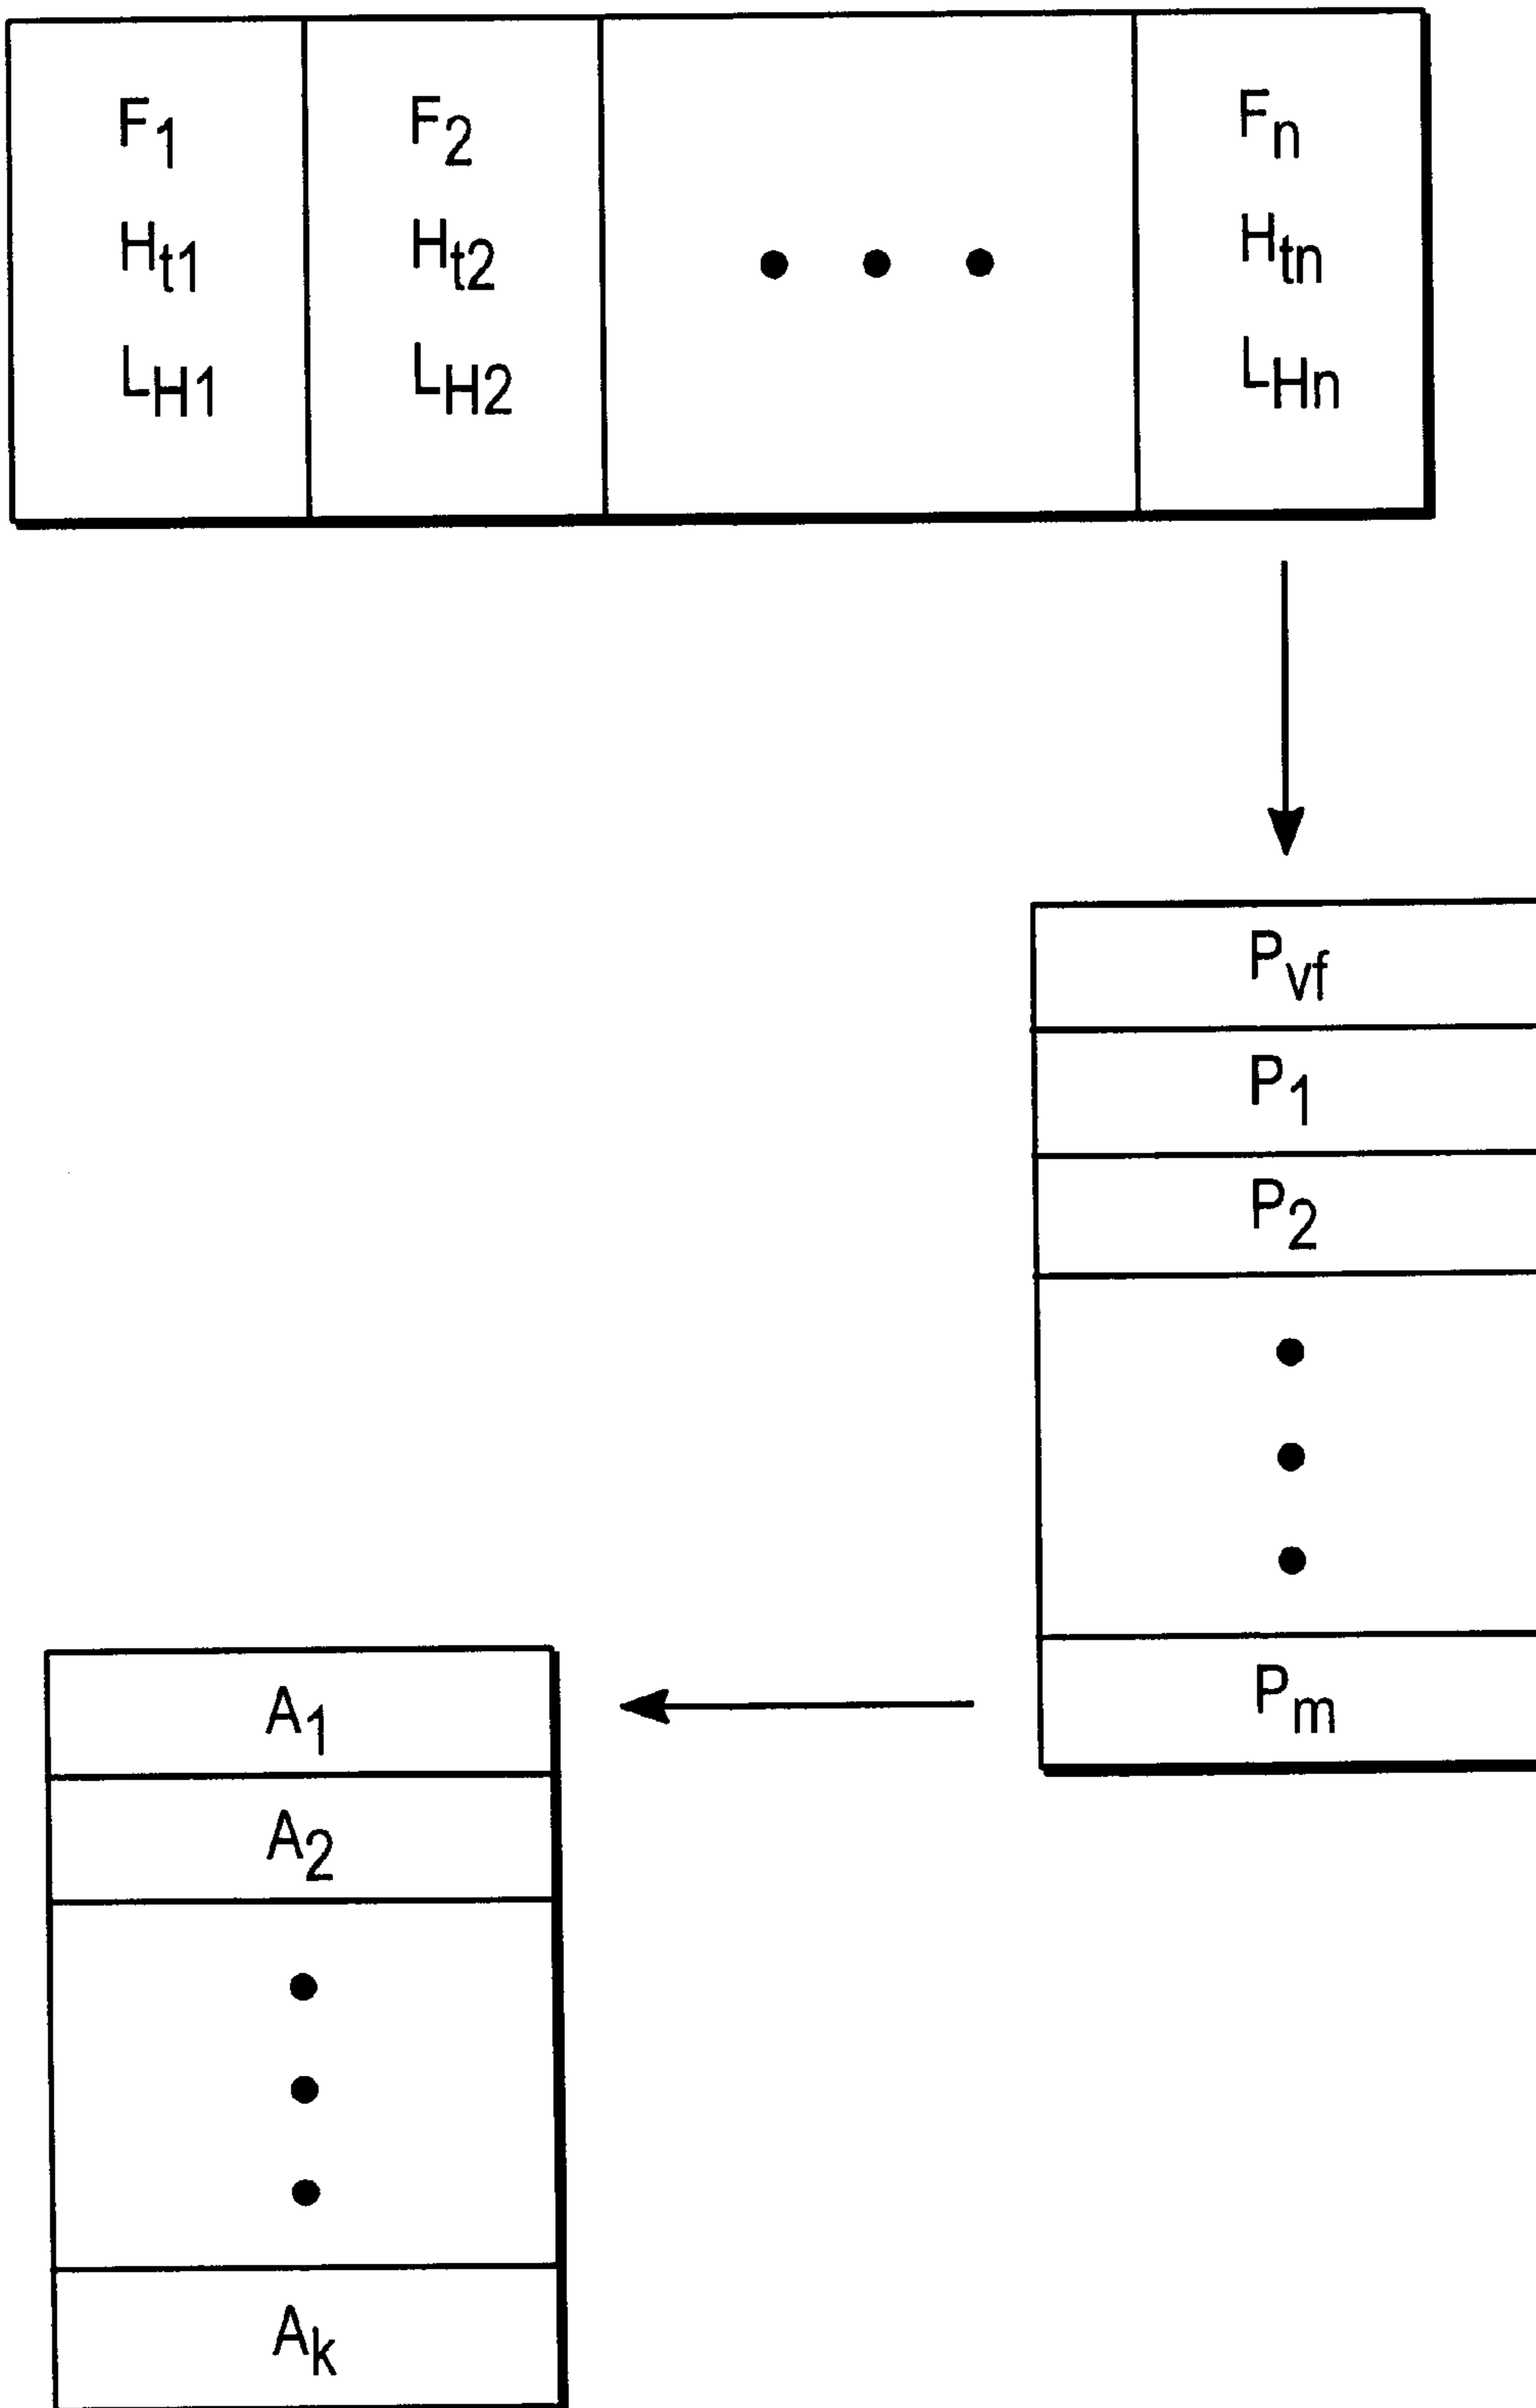 F1 F2 Fn
Ht1 Ht2 • • • Htn
LH1 LH2 LHn
Pvf
P1
P2
•
•
•
Pm
A1
A2
•
•
•
Ak